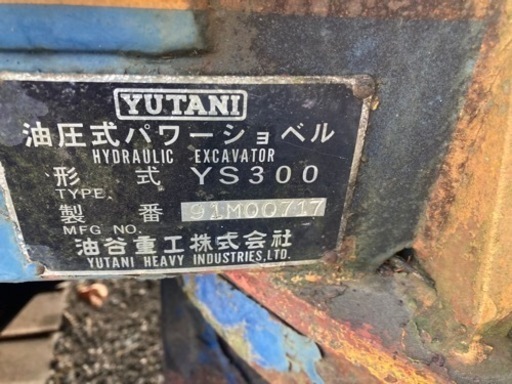 YUTANI
油圧式パワーショベル
HYDRAULIC EXCAVATOR
形式 YS300
TYPE.
製番 91M00717
MFG NO.
油谷重工株式会社
YUTANI HEAVY INDUSTRIES,LTD.